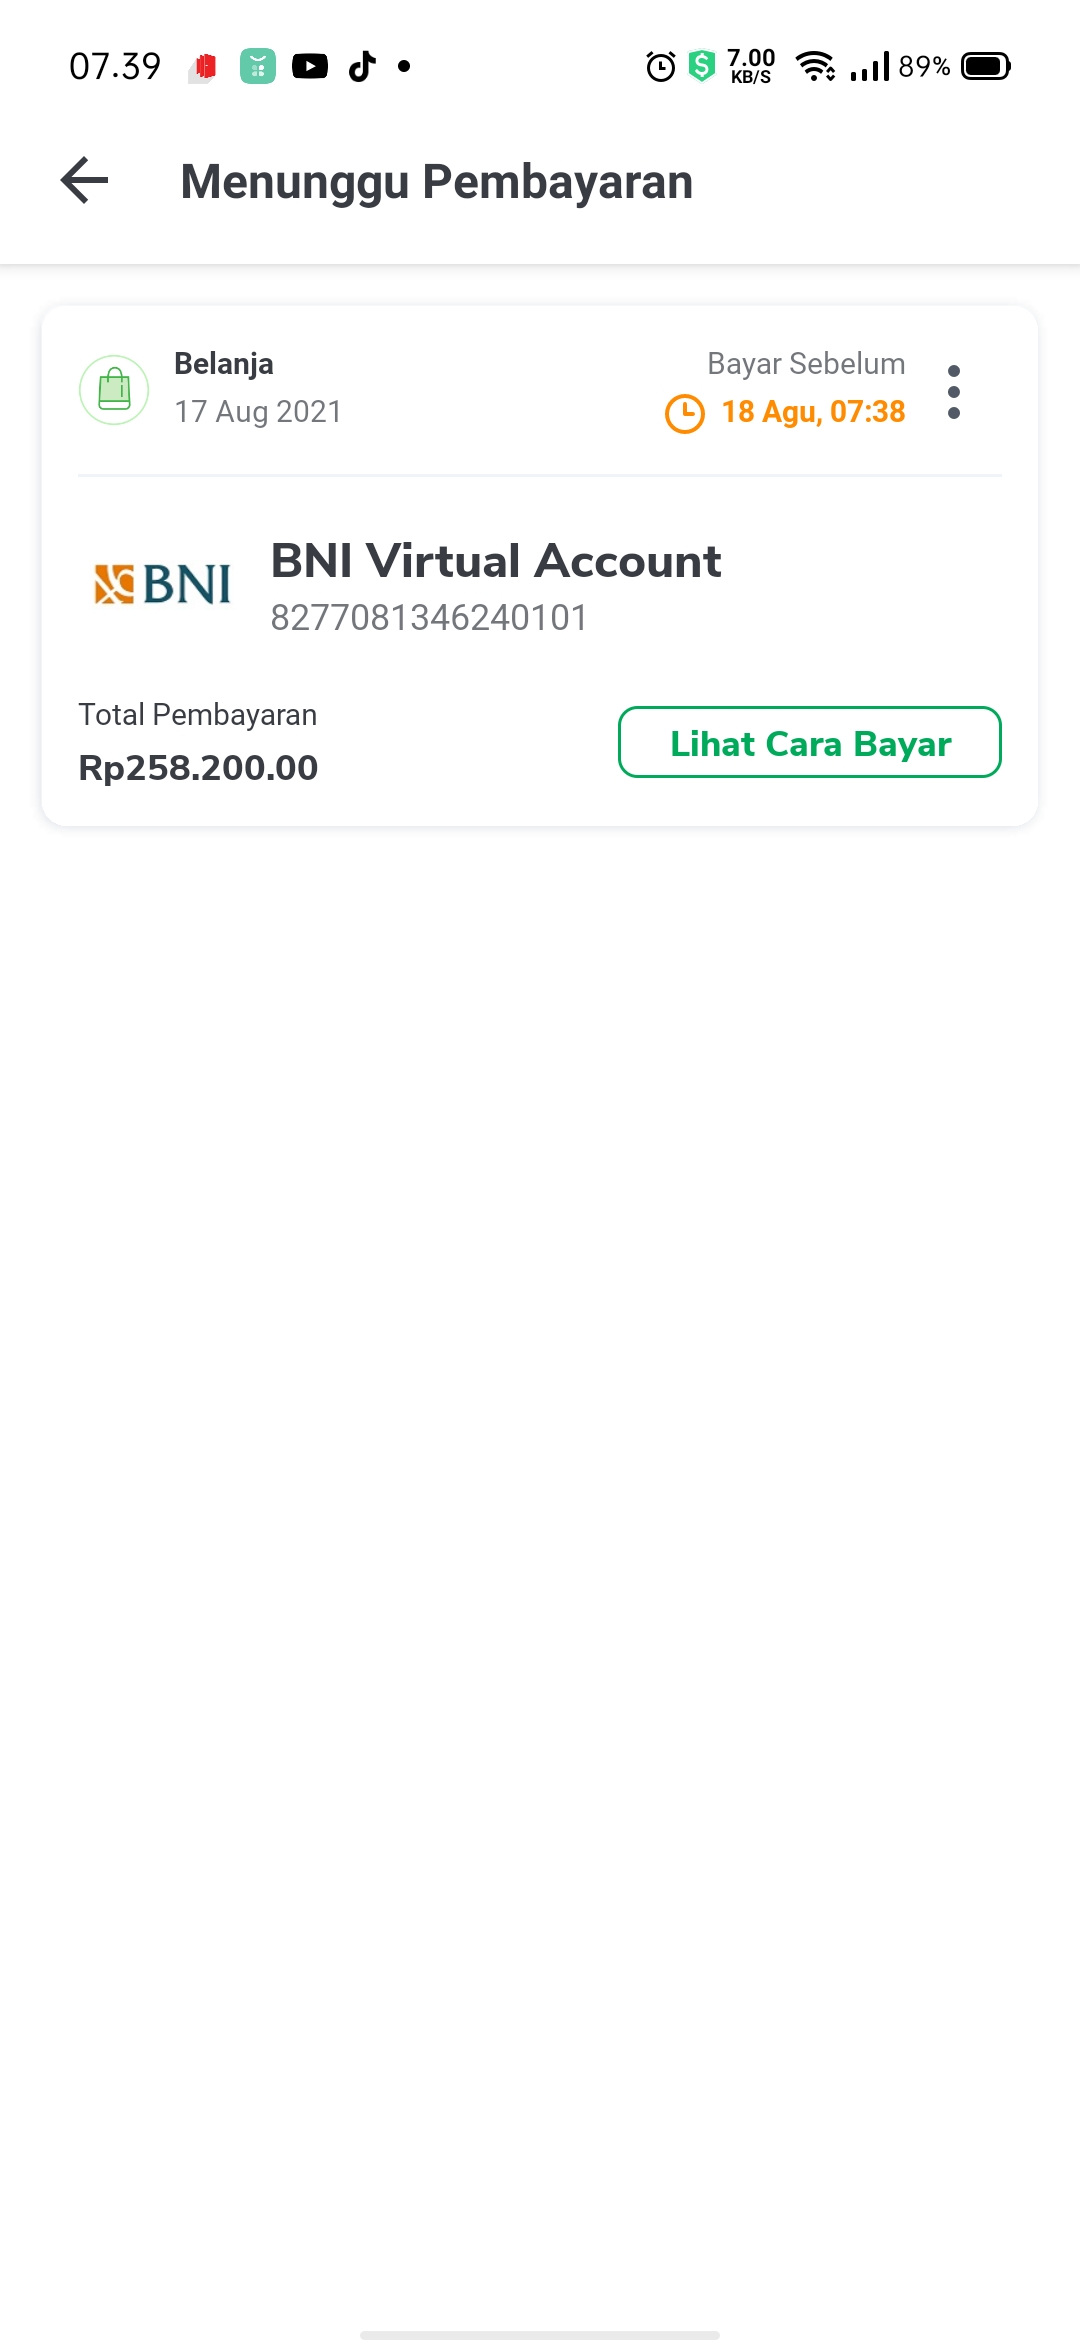 07.39
7.00
KB/S
89%
Menunggu Pembayaran
Belanja
17 Aug 2021
Bayar Sebelum
18 Agu, 07:38
BNI
BNI Virtual Account
8277081346240101
Total Pembayaran
Rp258.200.00
Lihat Cara Bayar